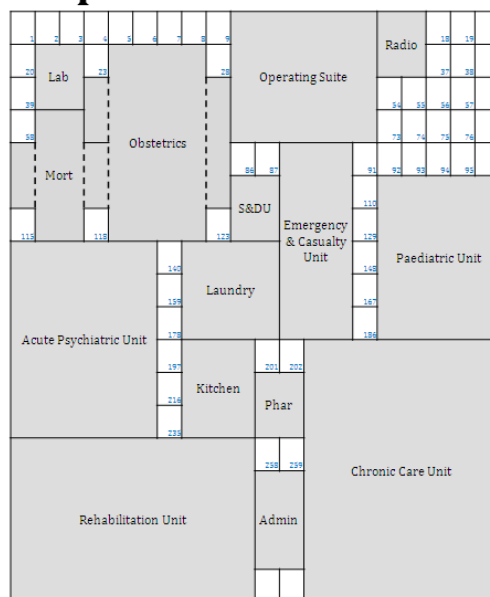 Radio
1 2 3 4 5 6 7 8 9 18 19
Lab
Operating Suite
20 23 28 37 38
39 54 55 56 57
Obstetrics
58 73 74 75 76
Mort
86 87 91 92 93 94 95
S&DU
110
Emergency
& Casualty
Unit
115 118 123 129
Paediatric Unit
140 148
Laundry
159 167
Acute Psychiatric Unit
178 186
197 201 202
Kitchen
Phar
216
235
258 259
Chronic Care Unit
Rehabilitation Unit
Admin